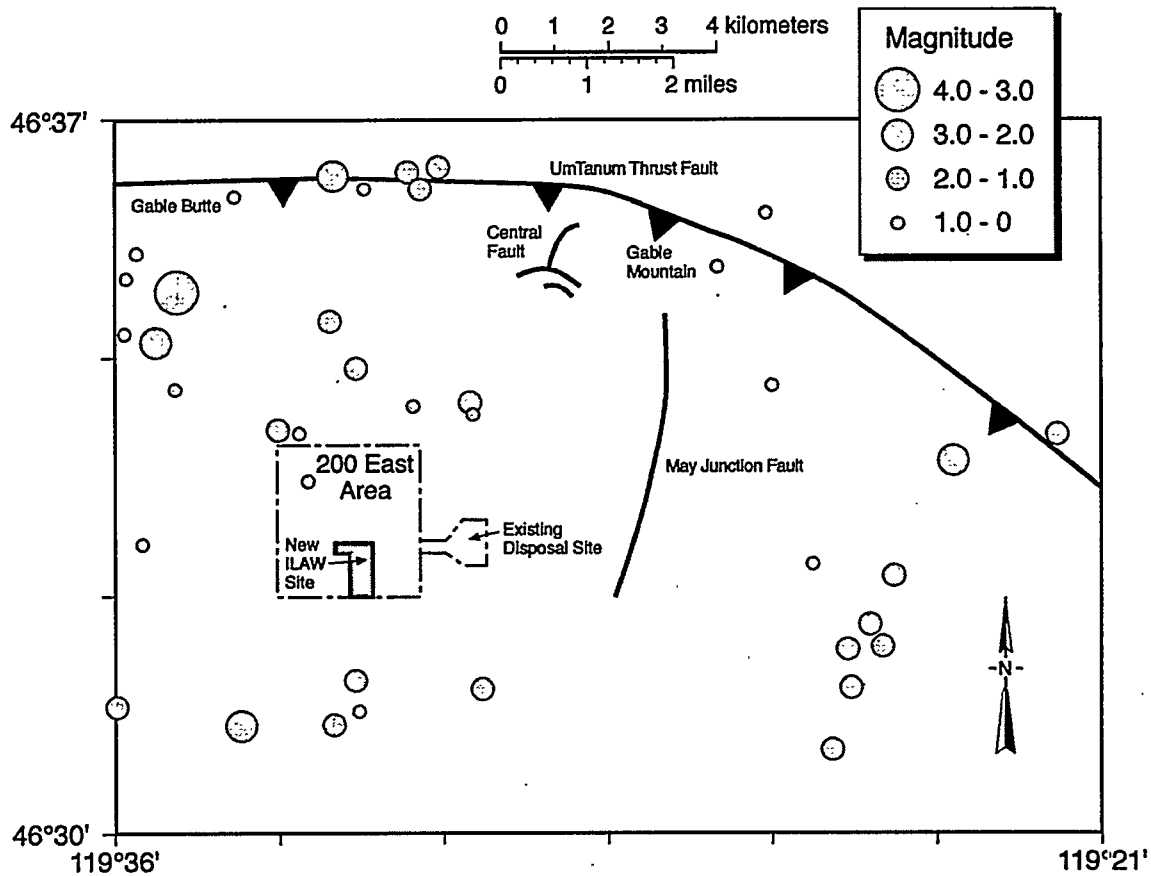 0 1 2 3 4 kilometers
0 1 2 miles
Magnitude
4.0 - 3.0
3.0 - 2.0
2.0 - 1.0
1.0 - 0
46°37'
UmTanum Thrust Fault
Gable Butte
Central
Fault
Gable
Mountain
May Junction Fault
200 East
Area
New
ILAW
Site
Existing
Disposal Site
-N-
46°30'
119°36'
119°21'